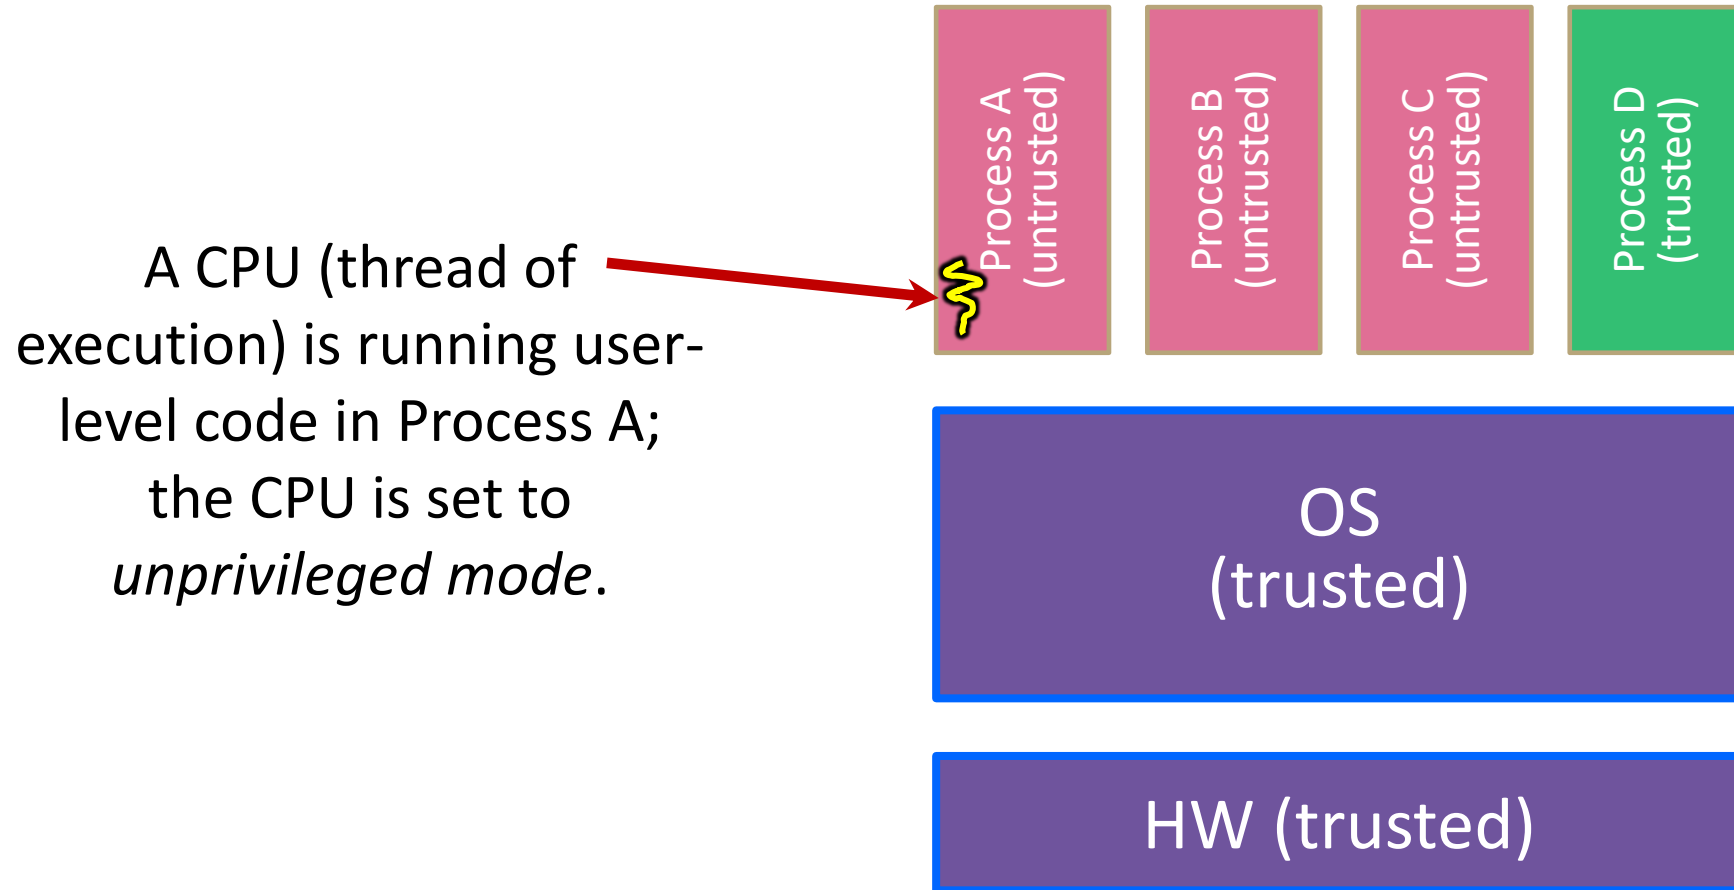 A CPU (thread of
execution) is running user-
level code in Process A;
the CPU is set to
unprivileged mode.
Process A
(untrusted)
Process B
(untrusted)
Process C
(untrusted)
Process D
(trusted)
OS
(trusted)
HW (trusted)